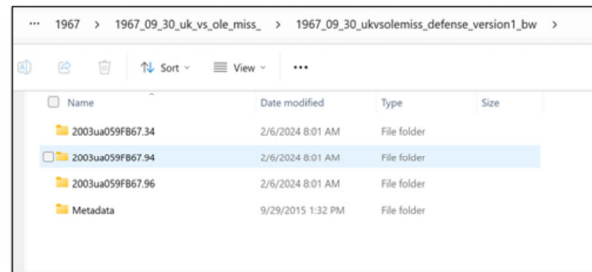 ... 1967 > 1967_09_30_uk_vs_ole_miss_ > 1967_09_30_ukvsolemiss_defense_version1_bw >
Sort View ...
Name Date modified Type Size
2003ua059FB67.34 2/6/2024 8:01 AM File folder
2003ua059FB67.94 2/6/2024 8:01 AM File folder
2003ua059FB67.96 2/6/2024 8:01 AM File folder
Metadata 9/29/2015 1:32 PM File folder